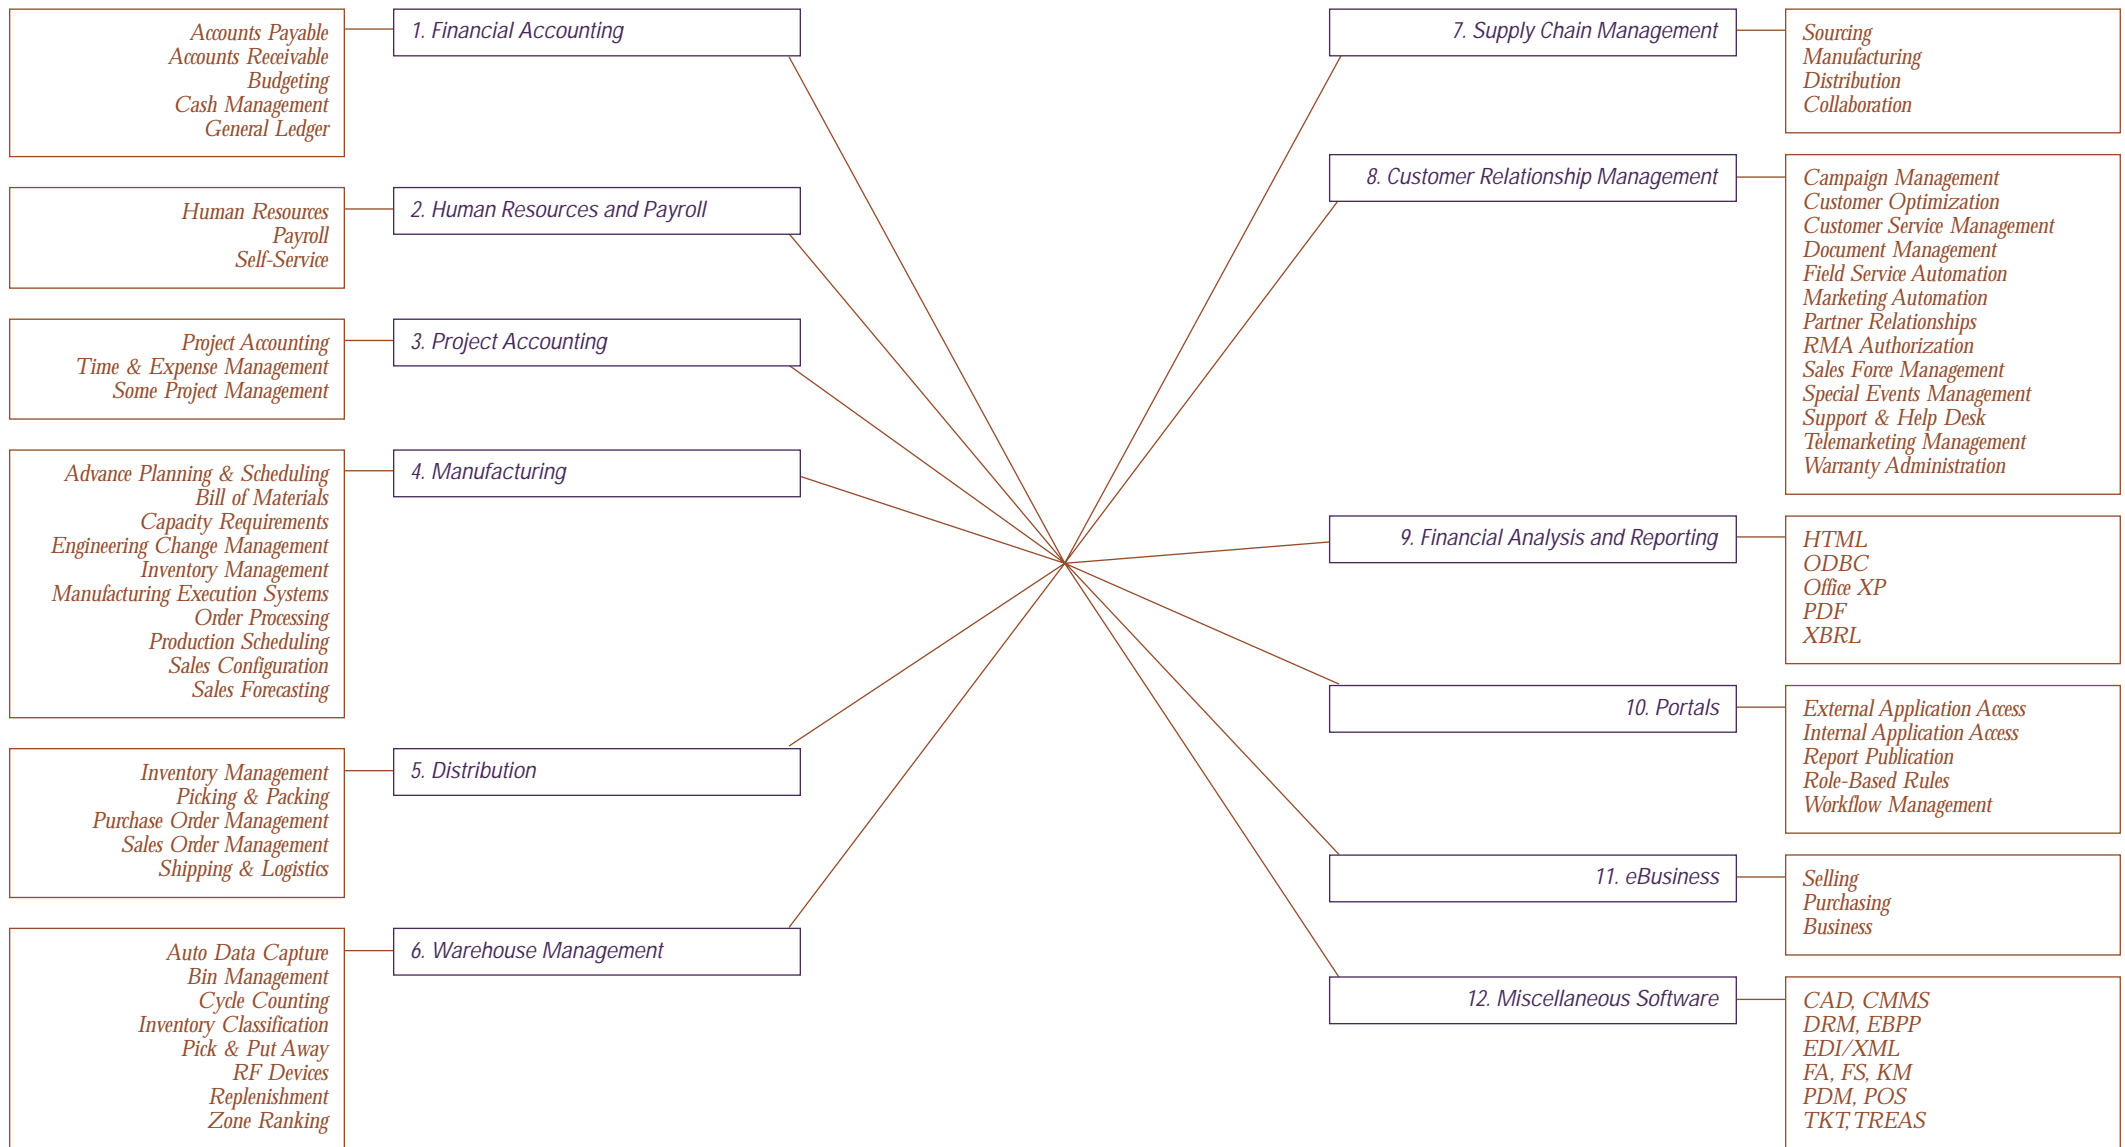 1. Financial Accounting
Accounts Payable
Accounts Receivable
Budgeting
Cash Management
General Ledger
2. Human Resources and Payroll
Human Resources
Payroll
Self-Service
3. Project Accounting
Project Accounting
Time & Expense Management
Some Project Management
4. Manufacturing
Advance Planning & Scheduling
Bill of Materials
Capacity Requirements
Engineering Change Management
Inventory Management
Manufacturing Execution Systems
Order Processing
Production Scheduling
Sales Configuration
Sales Forecasting
5. Distribution
Inventory Management
Picking & Packing
Purchase Order Management
Sales Order Management
Shipping & Logistics
6. Warehouse Management
Auto Data Capture
Bin Management
Cycle Counting
Inventory Classification
Pick & Put Away
RF Devices
Replenishment
Zone Ranking
7. Supply Chain Management
Sourcing
Manufacturing
Distribution
Collaboration
8. Customer Relationship Management
Campaign Management
Customer Optimization
Customer Service Management
Document Management
Field Service Automation
Marketing Automation
Partner Relationships
RMA Authorization
Sales Force Management
Special Events Management
Support & Help Desk
Telemarketing Management
Warranty Administration
9. Financial Analysis and Reporting
HTML
ODBC
Office XP
PDF
XBRL
10. Portals
External Application Access
Internal Application Access
Report Publication
Role-Based Rules
Workflow Management
11. eBusiness
Selling
Purchasing
Business
12. Miscellaneous Software
CAD, CMMS
DRM, EBPP
EDI/XML
FA, FS, KM
PDM, POS
TKT, TREAS